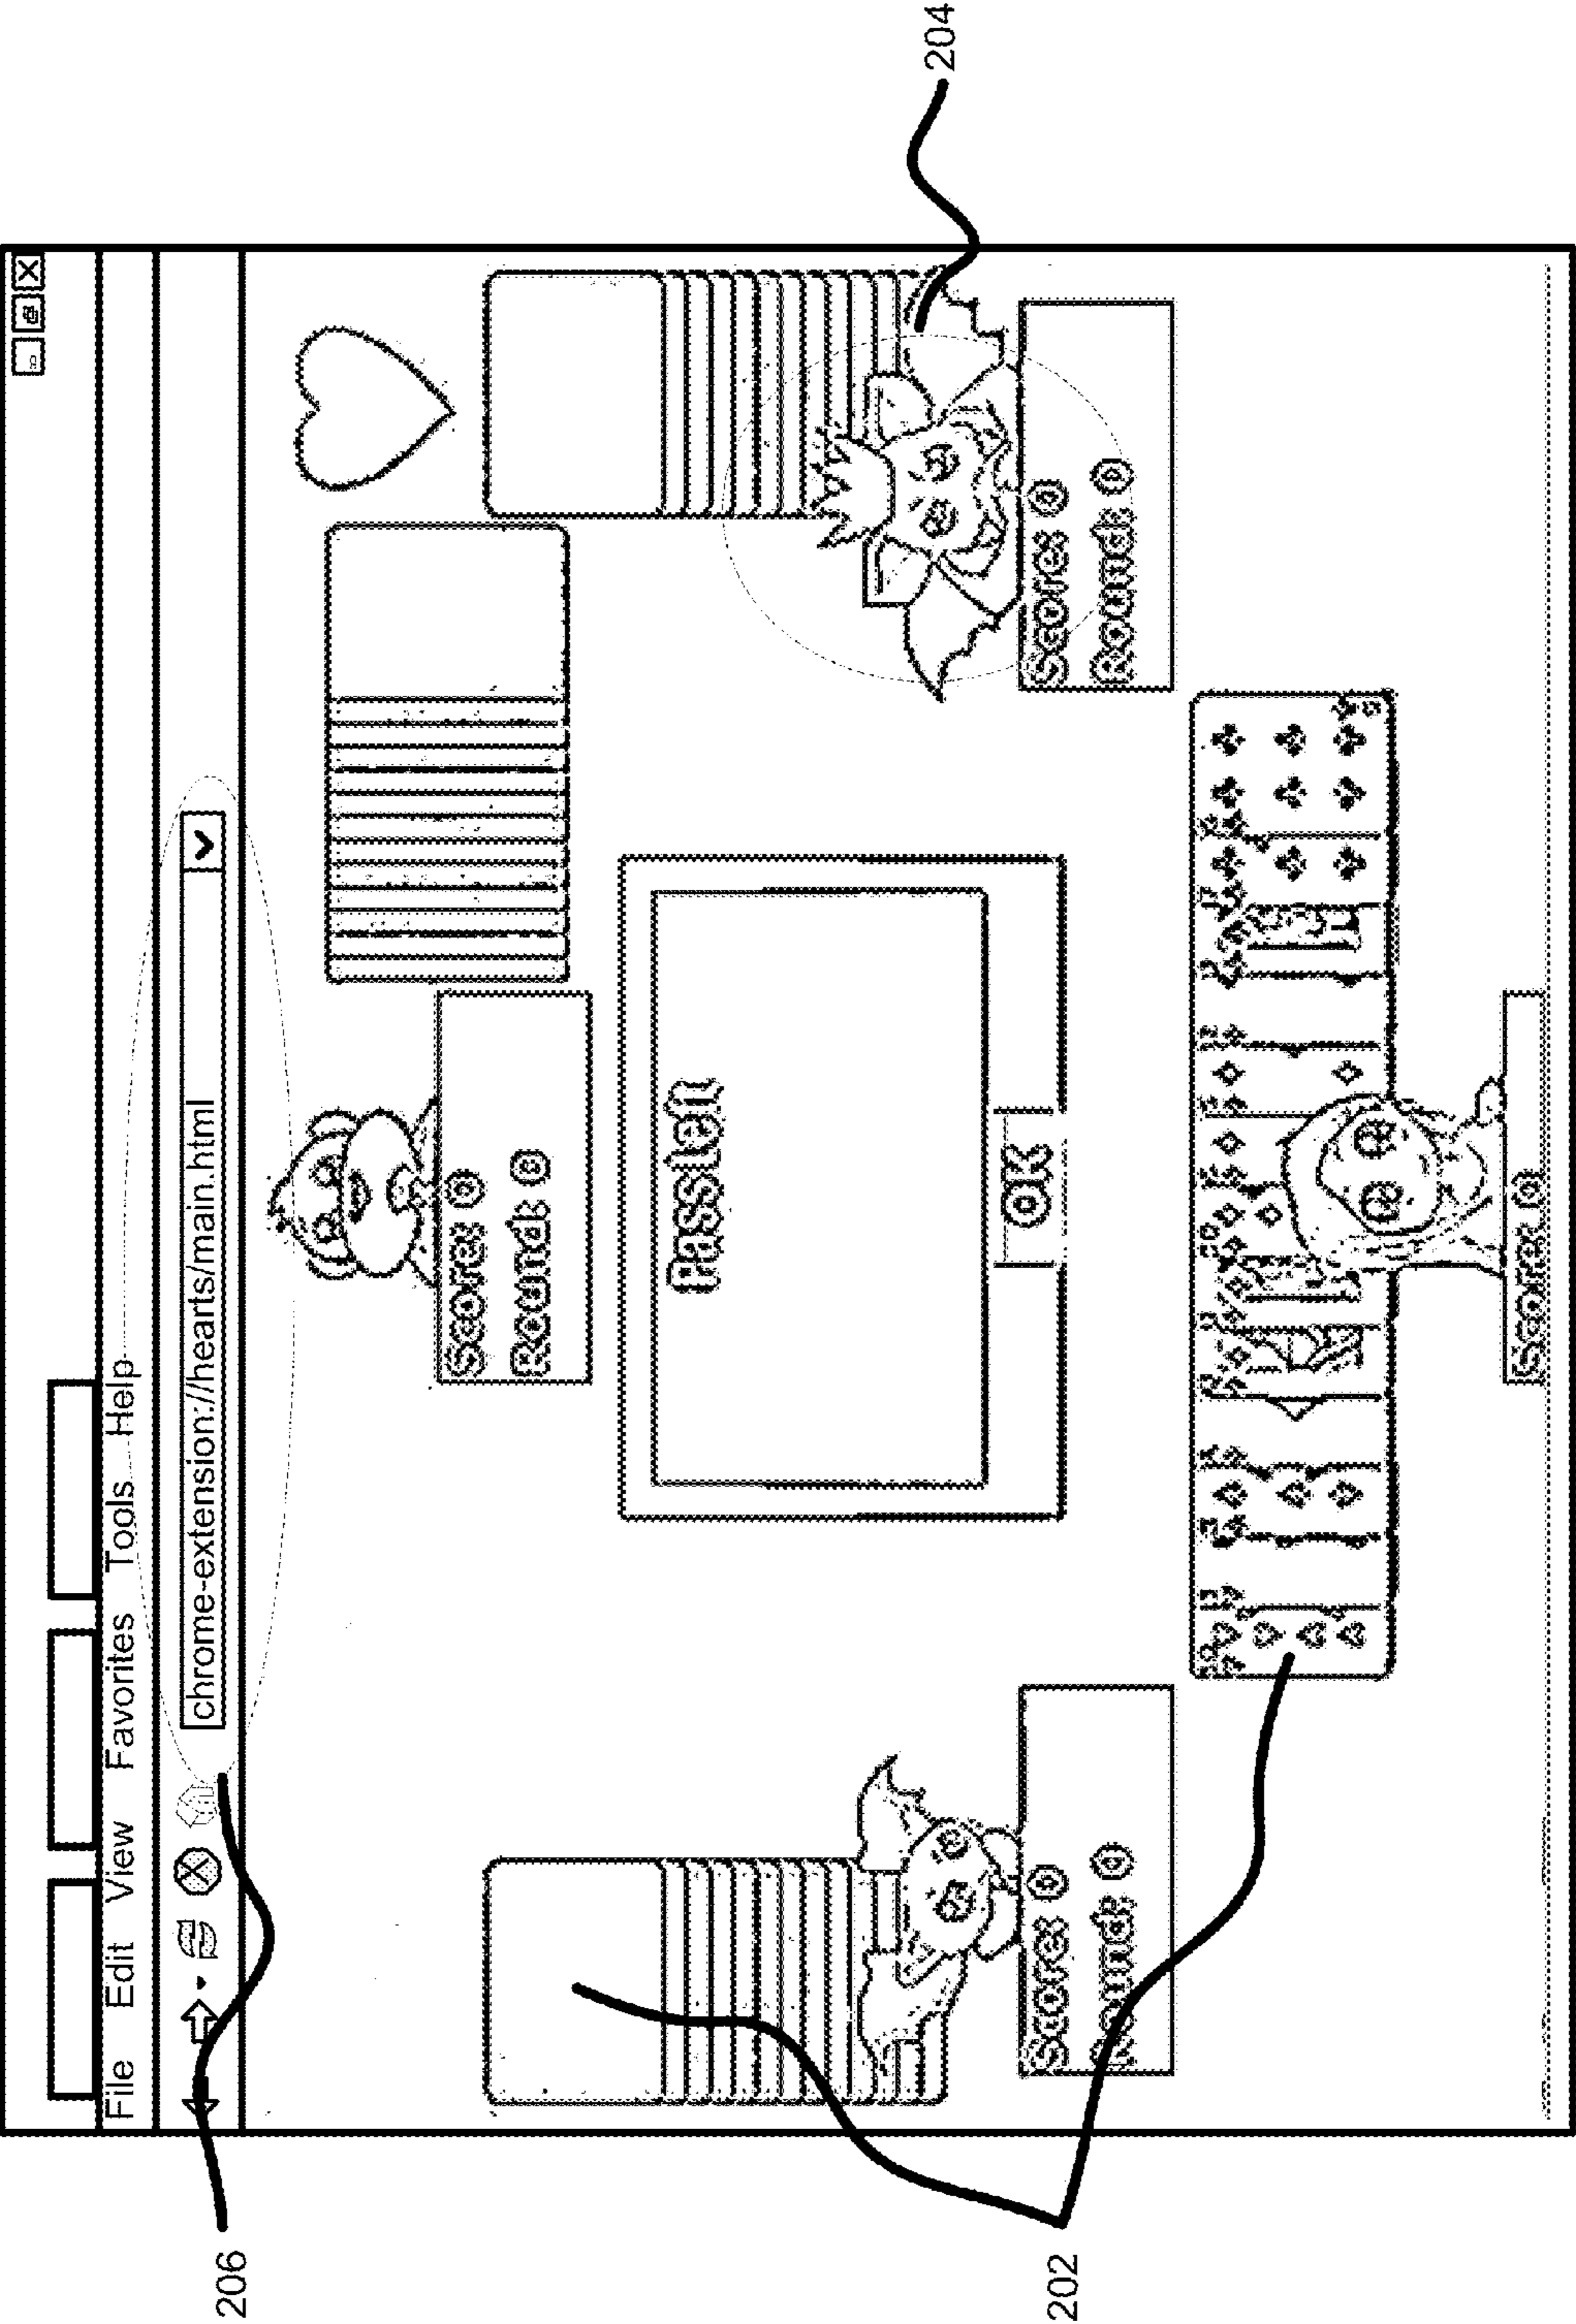 File Edit View Favorites Tools Help
chrome-extension://hearts/main.html
Score: 0
Round: 0
Pass left
OK
Score: 0
Round: 0
Score: 0
Round: 0
Score: 0
202
204
206